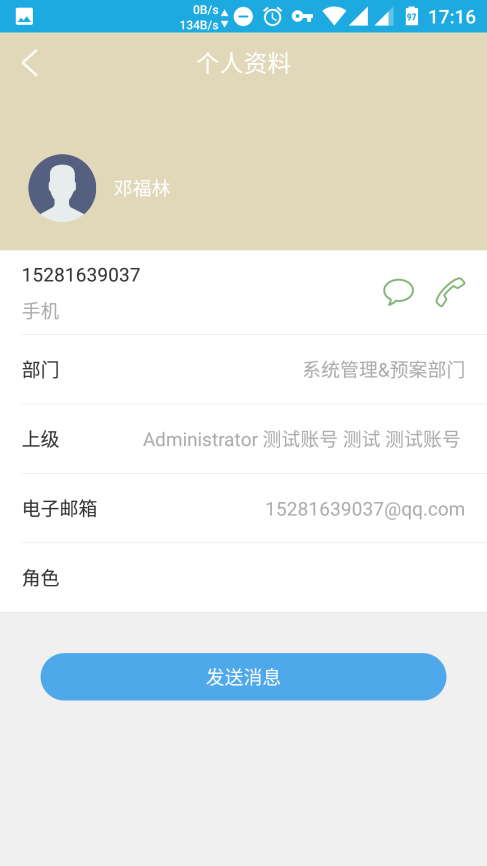 0B/s
134B/s
97
17:16
个人资料
邓福林
15281639037
手机
部门 系统管理&预案部门
上级 Administrator 测试账号 测试 测试账号
电子邮箱 15281639037@qq.com
角色
发送消息